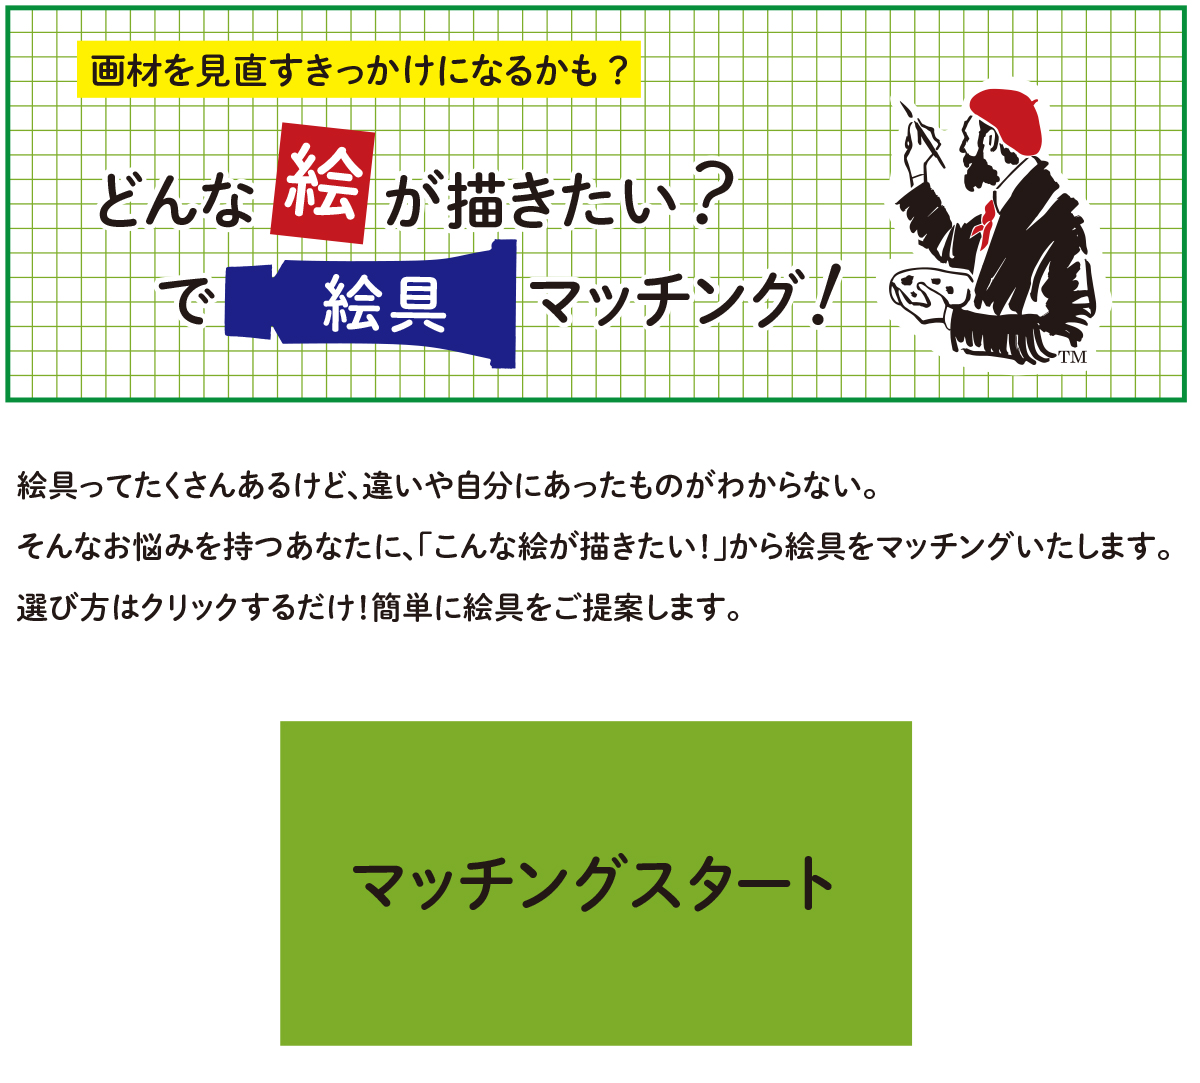 画材を見直すきっかけになるかも？
どんな絵が描きたい？
で絵具マッチング！
TM
絵具ってたくさんあるけど、違いや自分にあったものがわからない。
そんなお悩みを持つあなたに、「こんな絵が描きたい！」から絵具をマッチングいたします。
選び方はクリックするだけ！簡単に絵具をご提案します。
マッチングスタート